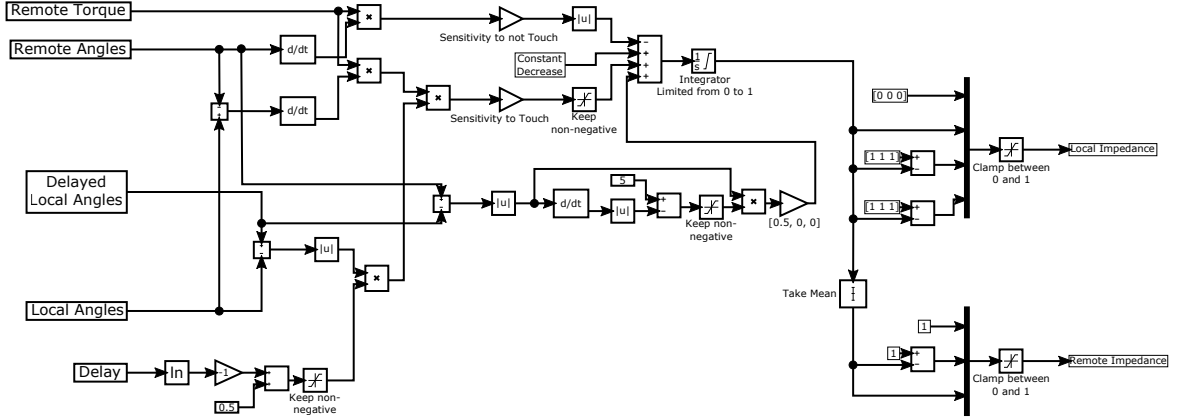 Remote Torque
Remote Angles
d/dt
×
|u|
Sensitivity to not Touch
Constant
Decrease
1
s
Integrator
Limited from 0 to 1
×
d/dt
×
Sensitivity to Touch
Keep
non-negative
[0 0 0]
[1 1 1]
Clamp between
0 and 1
Local Impedance
[1 1 1]
Delayed
Local Angles
|u|
d/dt
|u|
5
Keep non-
negative
×
[0.5, 0, 0]
|u|
×
Take Mean
Local Angles
1
1
Clamp between
0 and 1
Remote Impedance
Delay
ln
-1
0.5
Keep non-
negative